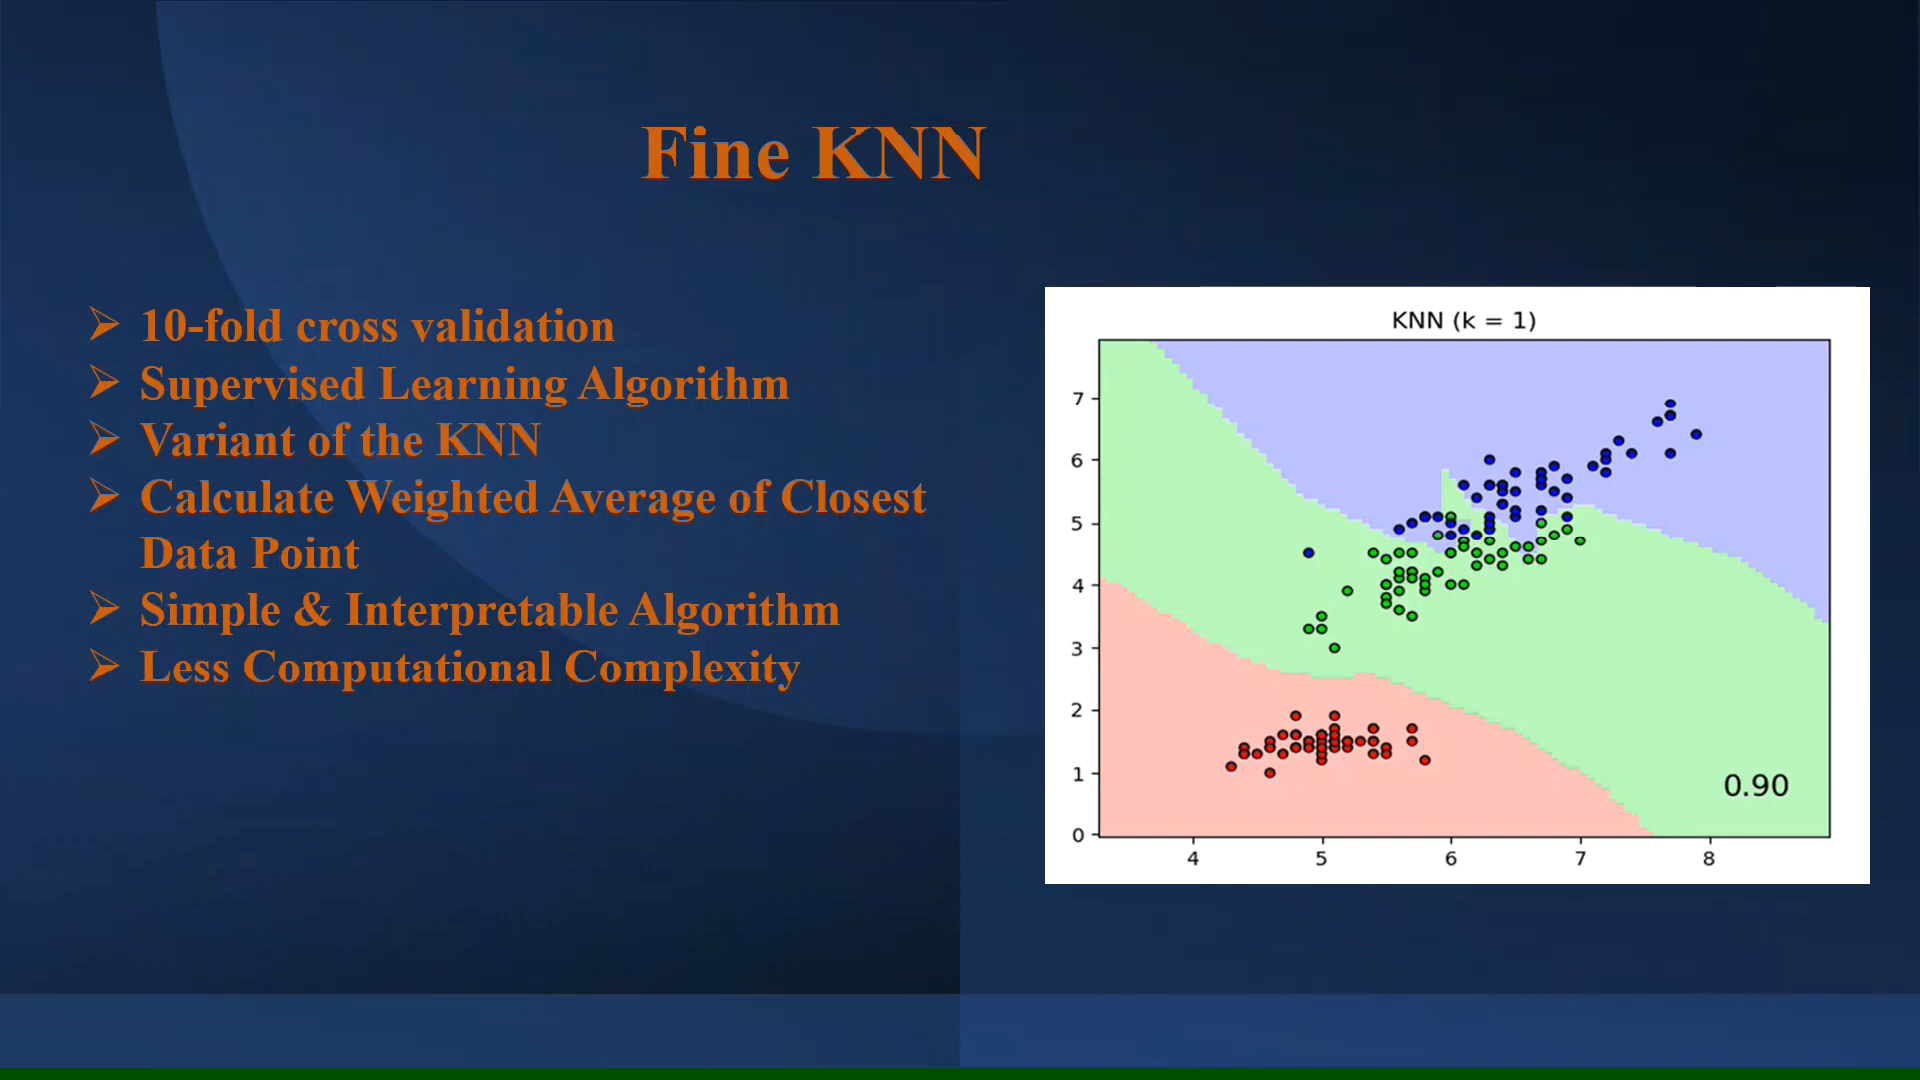 Fine KNN
➢ 10-fold cross validation
➢ Supervised Learning Algorithm
➢ Variant of the KNN
➢ Calculate Weighted Average of Closest
Data Point
➢ Simple & Interpretable Algorithm
➢ Less Computational Complexity
KNN (k = 1)
7
6
5
4
3
2
1
0
0.90
4 5 6 7 8